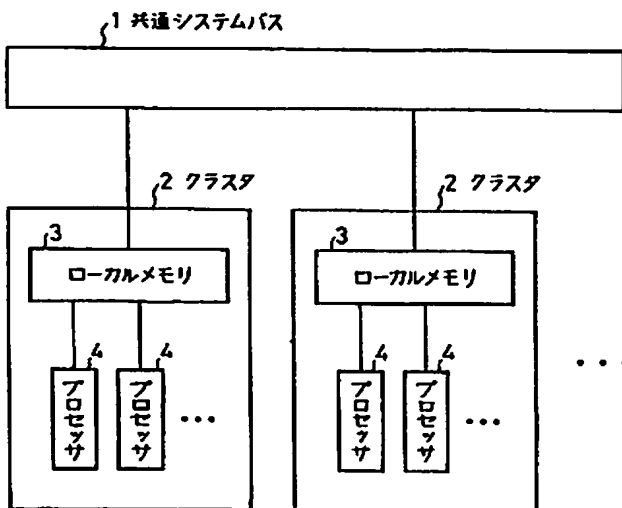 1 共通システムバス
2 クラスタ
2 クラスタ
3
ローカルメモリ
3
ローカルメモリ
4
プロセッサ
4
プロセッサ
...
4
プロセッサ
4
プロセッサ
...
...